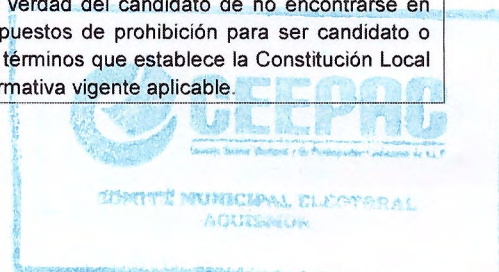 verdad del candidato de no encontrarse en
puestos de prohibición para ser candidato o
términos que establece la Constitución Local
rmativa vigente aplicable.
CEEPAC
COMITÉ MUNICIPAL ELECTORAL
AQUISMON